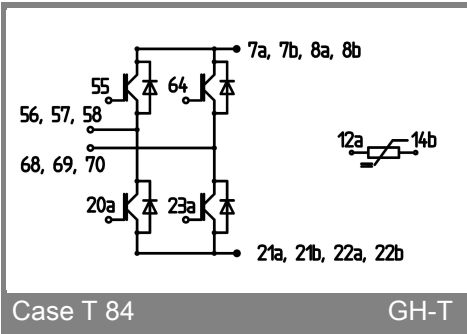 7a, 7b, 8a, 8b
55
64
56, 57, 58
12a
14b
68, 69, 70
20a
23a
21a, 21b, 22a, 22b
Case T 84
GH-T